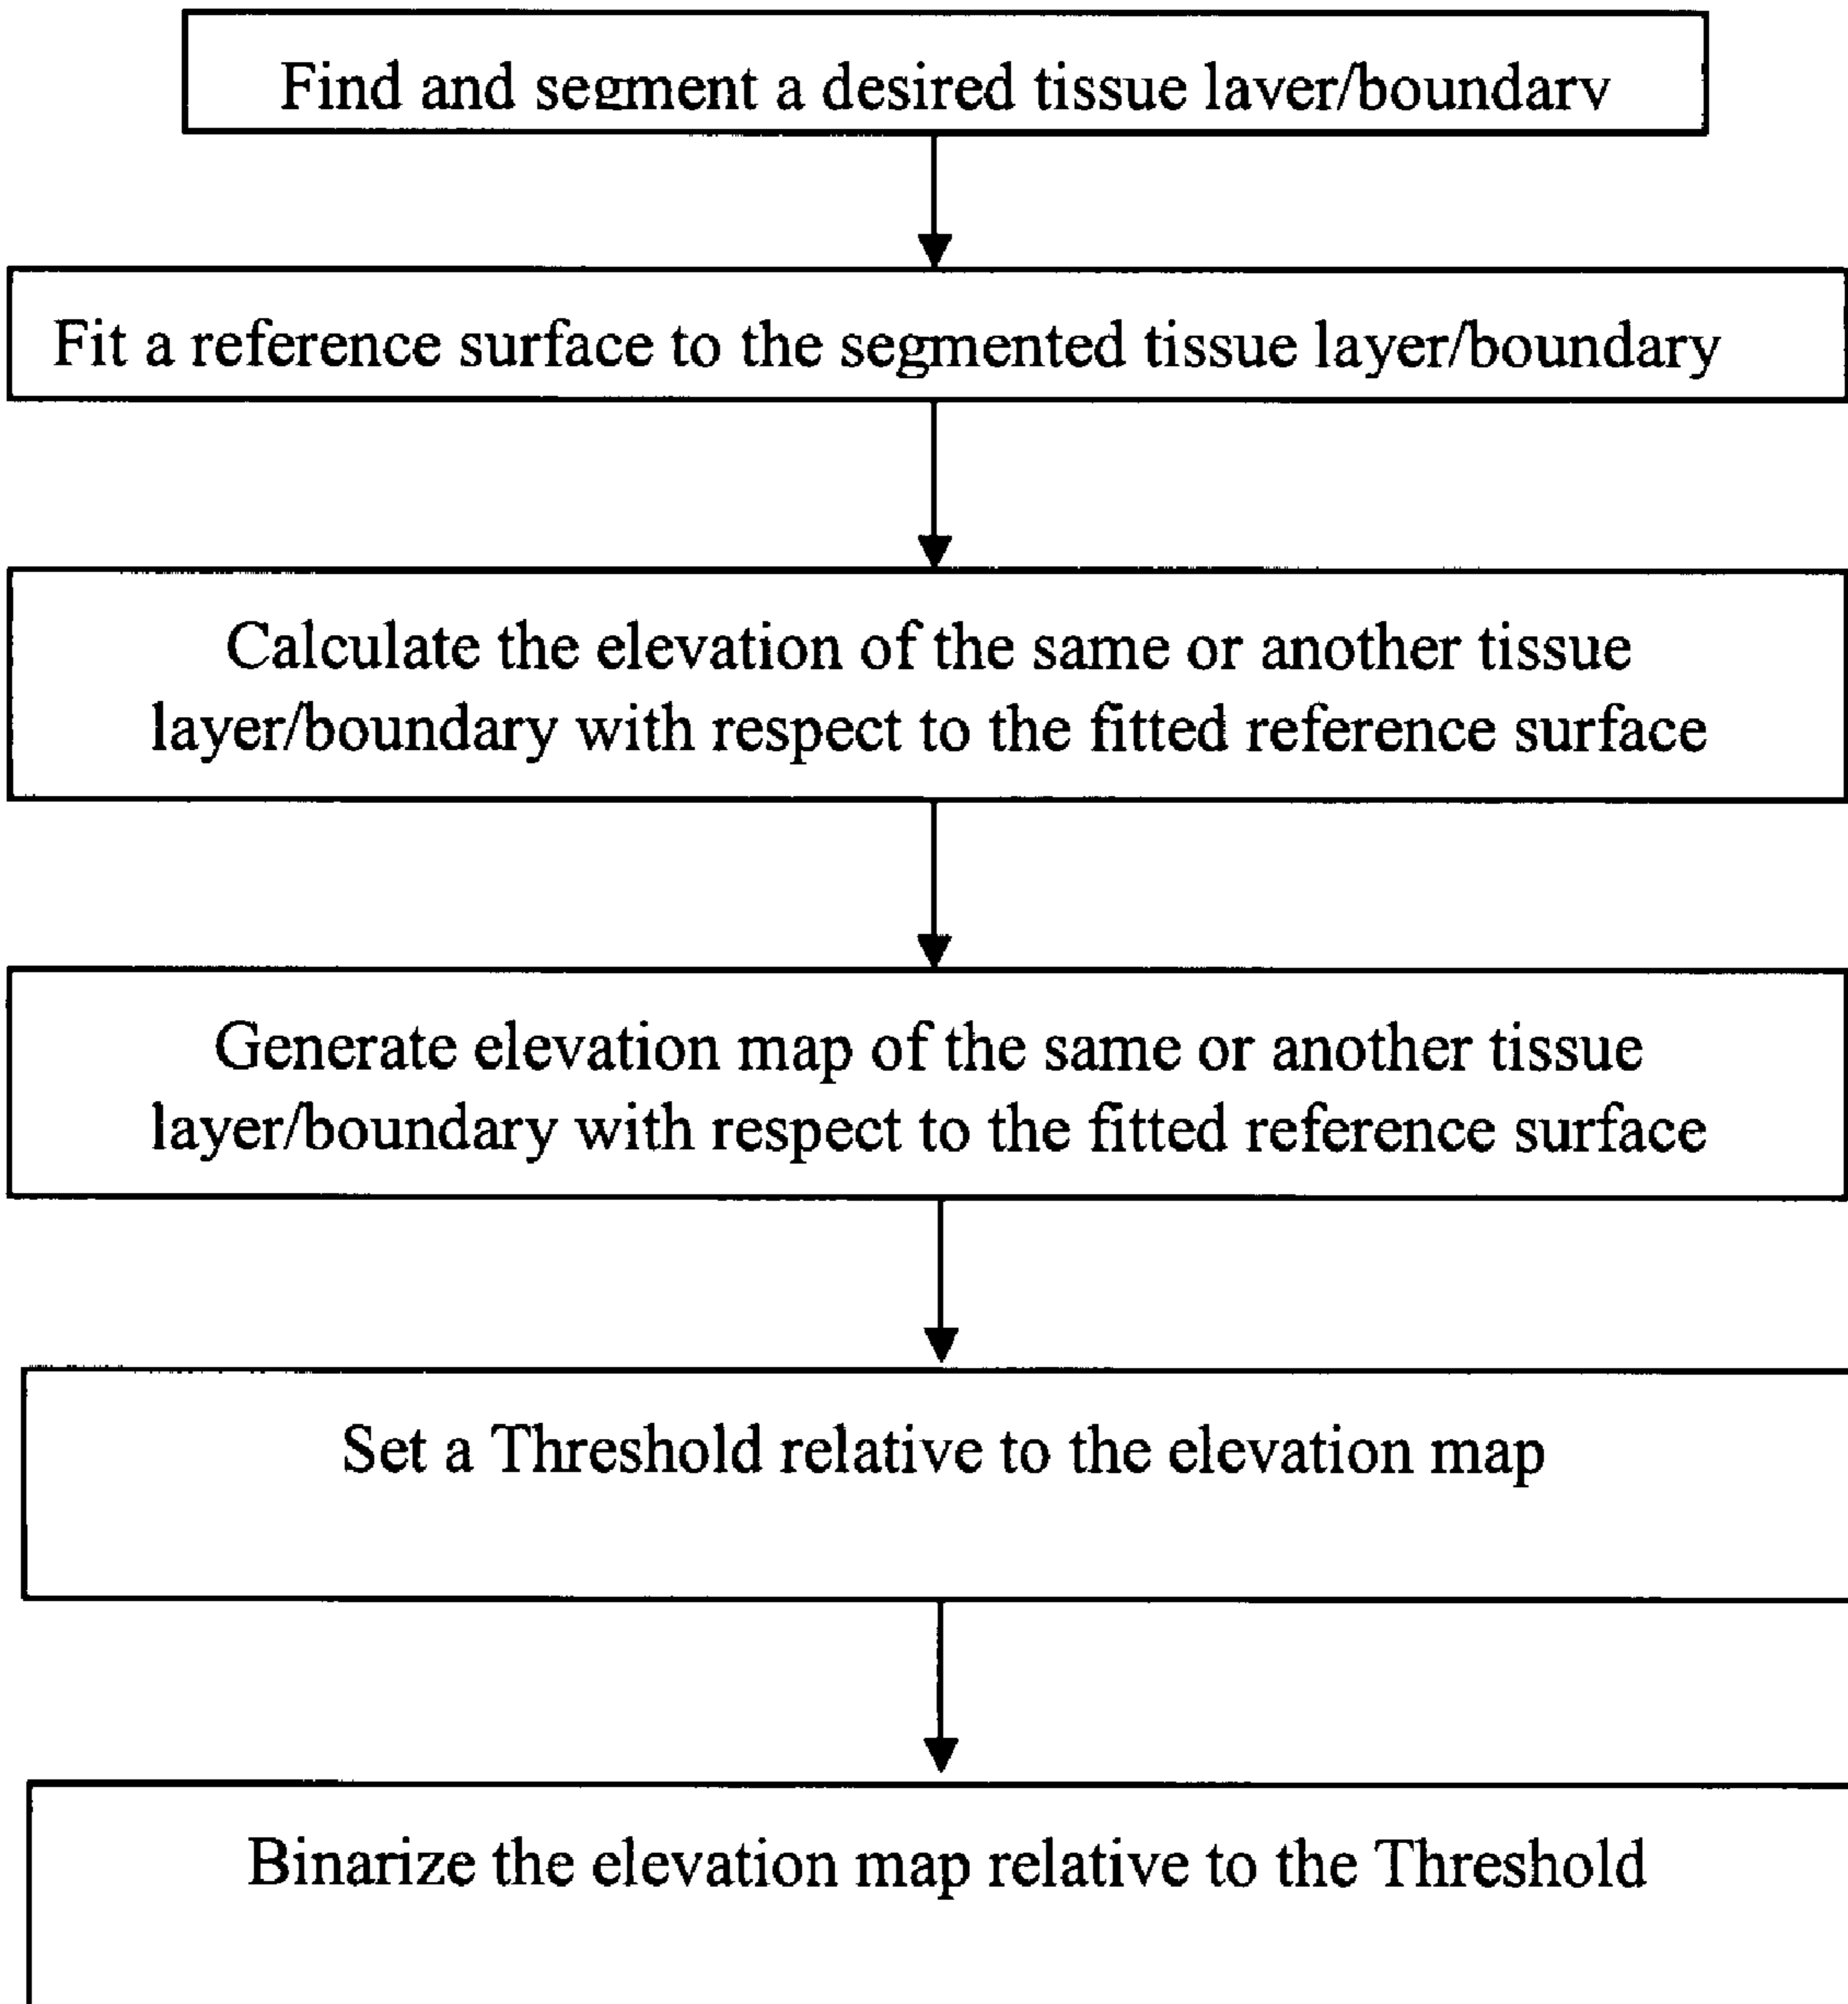 Find and segment a desired tissue layer/boundary
Fit a reference surface to the segmented tissue layer/boundary
Calculate the elevation of the same or another tissue
layer/boundary with respect to the fitted reference surface
Generate elevation map of the same or another tissue
layer/boundary with respect to the fitted reference surface
Set a Threshold relative to the elevation map
Binarize the elevation map relative to the Threshold